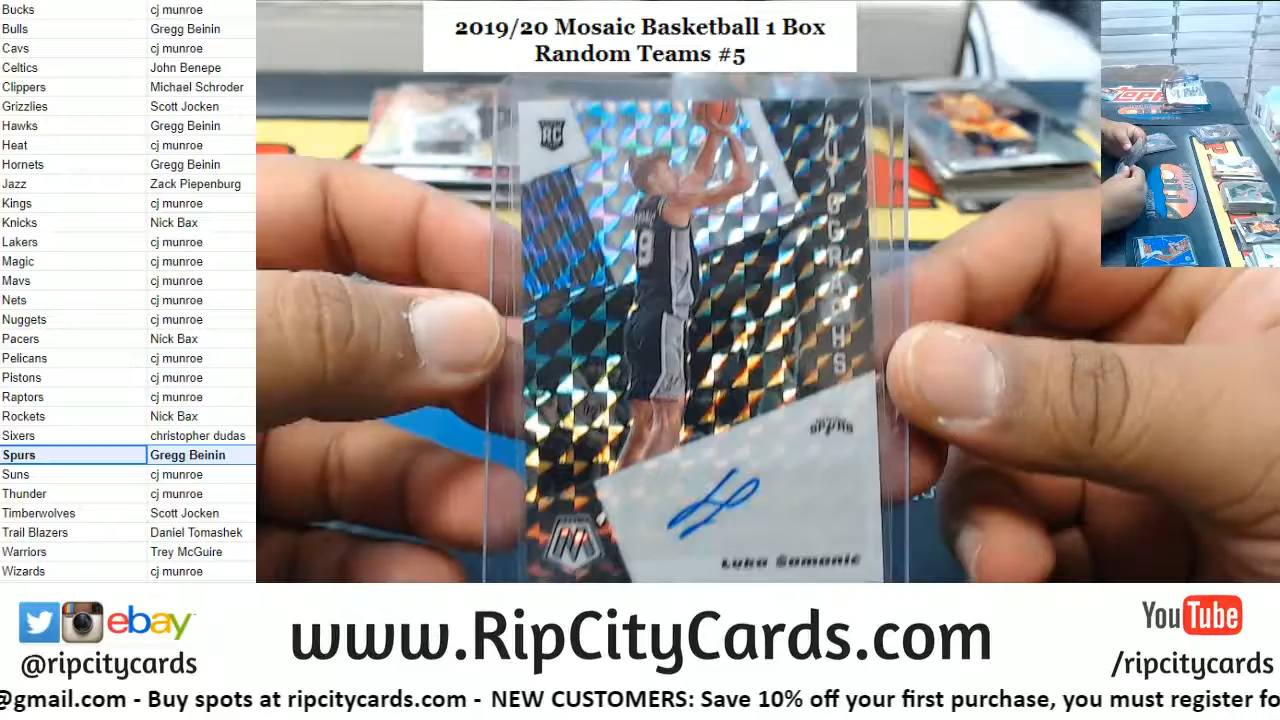 2019/20 Mosaic Basketball 1 Box
Random Teams #5
Bucks cj munroe
Bulls Gregg Beinin
Cavs cj munroe
Celtics John Benepe
Clippers Michael Schroder
Grizzlies Scott Jocken
Hawks Gregg Beinin
Heat cj munroe
Hornets Gregg Beinin
Jazz Zack Piepenburg
Kings cj munroe
Knicks Nick Bax
Lakers cj munroe
Magic cj munroe
Mavs cj munroe
Nets cj munroe
Nuggets cj munroe
Pacers Nick Bax
Pelicans cj munroe
Pistons cj munroe
Raptors cj munroe
Rockets Nick Bax
Sixers christopher dudas
Spurs Gregg Beinin
Suns cj munroe
Thunder cj munroe
Timberwolves Scott Jocken
Trail Blazers Daniel Tomashek
Warriors Trey McGuire
Wizards cj munroe
RC
AUTOGRAPHS
8
SPURS
Luka Samanic
TOPPS
ebay
@ripcitycards
www.RipCityCards.com
YouTube
/ripcitycards
@gmail.com - Buy spots at ripcitycards.com - NEW CUSTOMERS: Save 10% off your first purchase, you must register fo